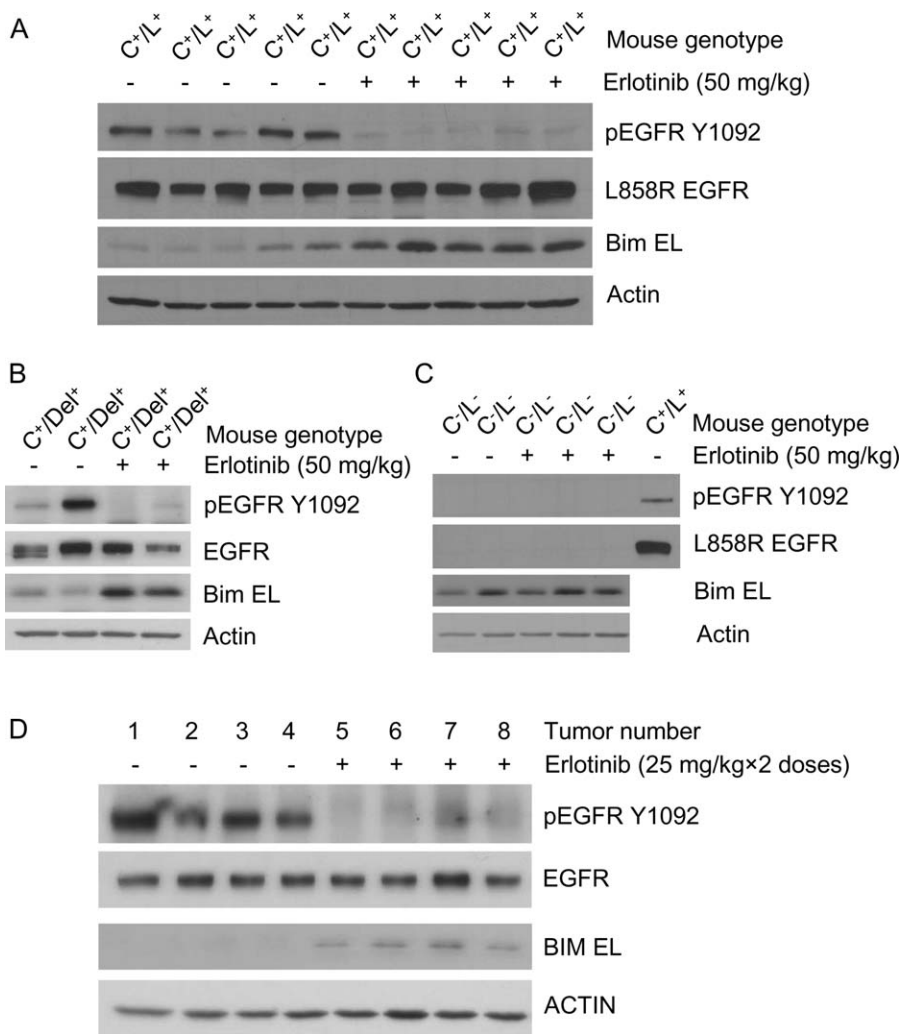 A
C⁺/L⁺ C⁺/L⁺ C⁺/L⁺ C⁺/L⁺ C⁺/L⁺ C⁺/L⁺ C⁺/L⁺ C⁺/L⁺ C⁺/L⁺ C⁺/L⁺ Mouse genotype
- - - - - + + + + + Erlotinib (50 mg/kg)
pEGFR Y1092
L858R EGFR
Bim EL
Actin
B
C⁺/Del⁺ C⁺/Del⁺ C⁺/Del⁺ C⁺/Del⁺ Mouse genotype
- - + + Erlotinib (50 mg/kg)
pEGFR Y1092
EGFR
Bim EL
Actin
C
C⁻/L⁻ C⁻/L⁻ C⁻/L⁻ C⁻/L⁻ C⁻/L⁻ C⁺/L⁺ Mouse genotype
- - + + + - Erlotinib (50 mg/kg)
pEGFR Y1092
L858R EGFR
Bim EL
Actin
D
1 2 3 4 5 6 7 8 Tumor number
- - - - + + + + Erlotinib (25 mg/kg×2 doses)
pEGFR Y1092
EGFR
BIM EL
ACTIN